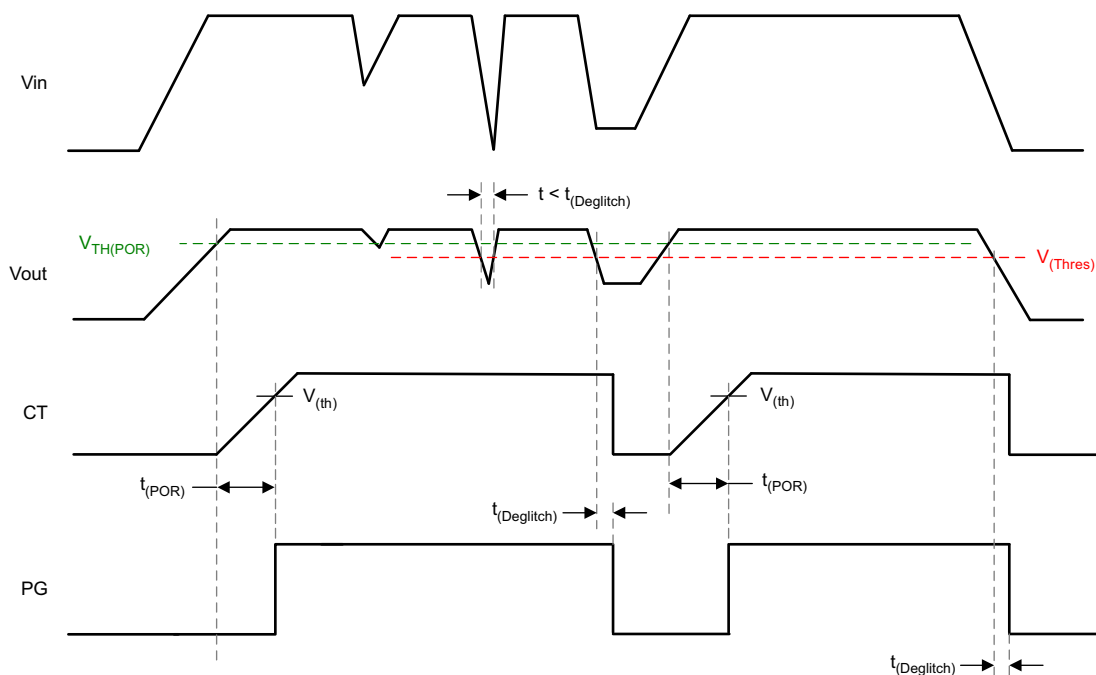 Vin
t < t(Deglitch)
VTH(POR)
V(Thres)
Vout
V(th)
V(th)
CT
t(POR)
t(POR)
t(Deglitch)
PG
t(Deglitch)